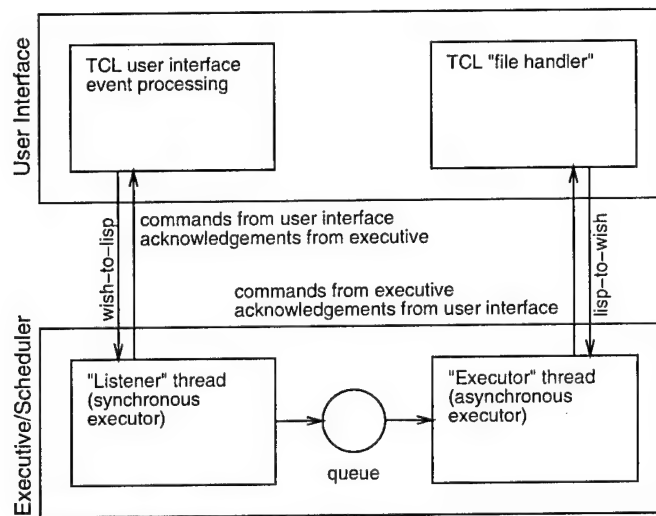 User Interface
TCL user interface
event processing
TCL "file handler"
wish-to-lisp
commands from user interface
acknowledgements from executive
commands from executive
acknowledgements from user interface
lisp-to-wish
Executive/Scheduler
"Listener" thread
(synchronous
executor)
queue
"Executor" thread
(asynchronous
executor)